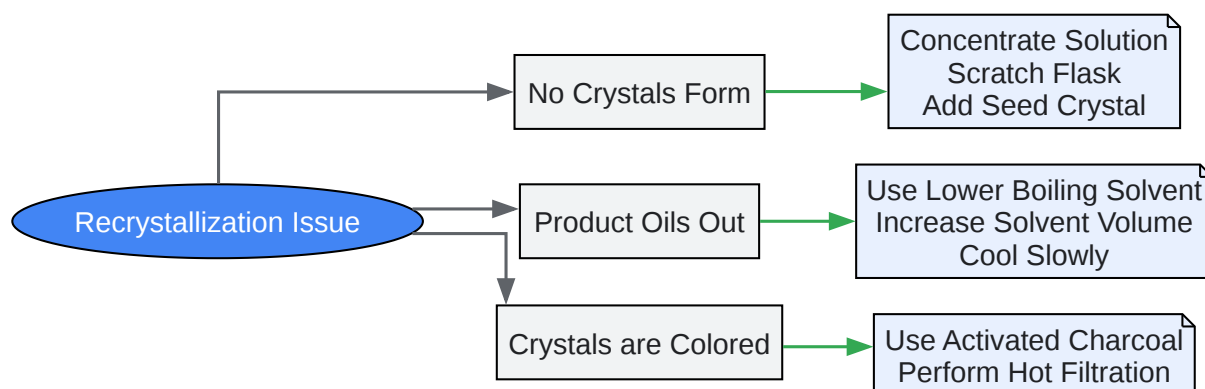 No Crystals Form
Concentrate Solution
Scratch Flask
Add Seed Crystal
Recrystallization Issue
Product Oils Out
Use Lower Boiling Solvent
Increase Solvent Volume
Cool Slowly
Crystals are Colored
Use Activated Charcoal
Perform Hot Filtration